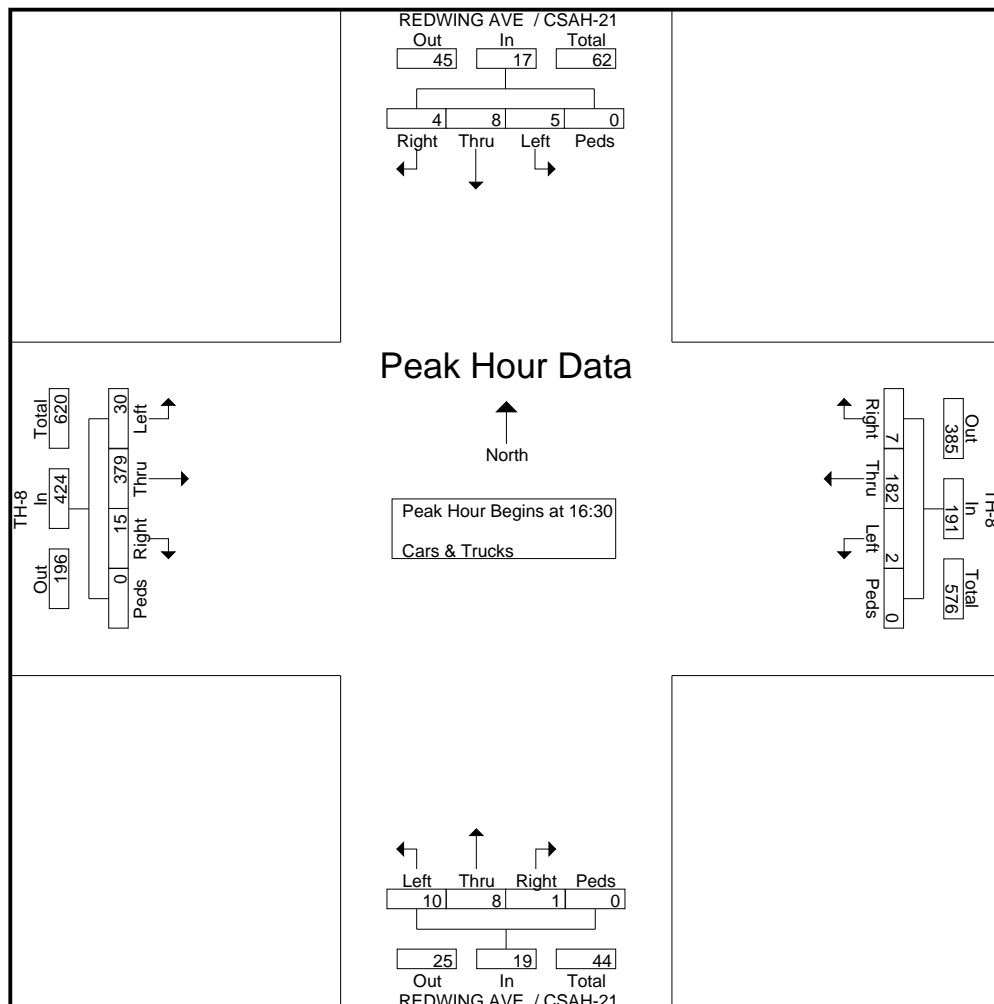 REDWING AVE / CSAH-21
Out In Total
45 17 62
4 8 5 0
Right Thru Left Peds
Peak Hour Data
North
Peak Hour Begins at 16:30
Cars & Trucks
TH-8
Out In Total
196 424 620
0 15 379 30
Peds Right Thru Left
TH-8
Out In Total
385 191 576
7 182 2 0
Right Thru Left Peds
Left Thru Right Peds
10 8 1 0
25 19 44
Out In Total
REDWING AVE / CSAH-21